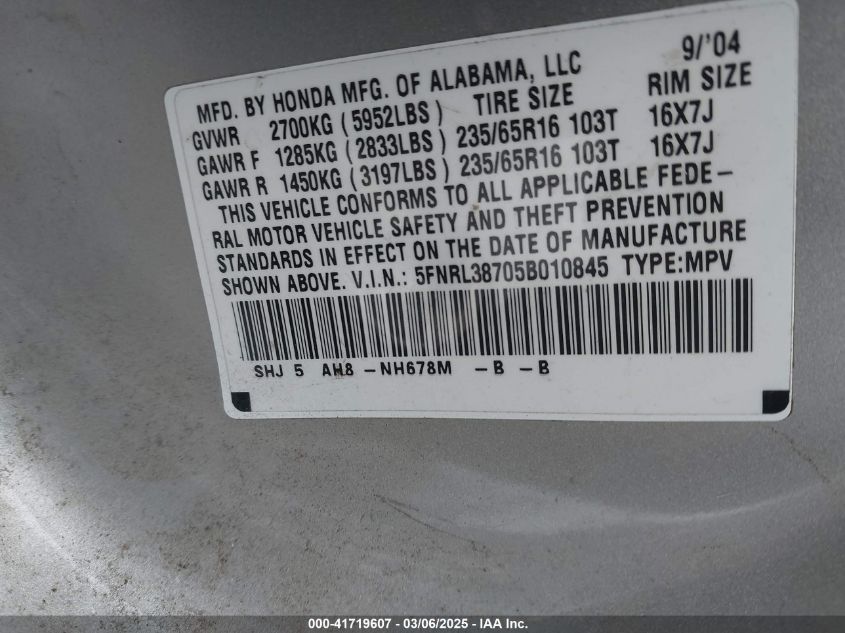 9/'04
MFD. BY HONDA MFG. OF ALABAMA, LLC
GVWR 2700KG (5952LBS) TIRE SIZE RIM SIZE
GAWR F 1285KG (2833LBS) 235/65R16 103T 16X7J
GAWR R 1450KG (3197LBS) 235/65R16 103T 16X7J
THIS VEHICLE CONFORMS TO ALL APPLICABLE FEDE-
RAL MOTOR VEHICLE SAFETY AND THEFT PREVENTION
STANDARDS IN EFFECT ON THE DATE OF MANUFACTURE
SHOWN ABOVE. V.I.N.: 5FNRL38705B010845 TYPE:MPV
SHJ 5 AH8 -NH678M -B -B
000-41719607 - 03/06/2025 - IAA Inc.